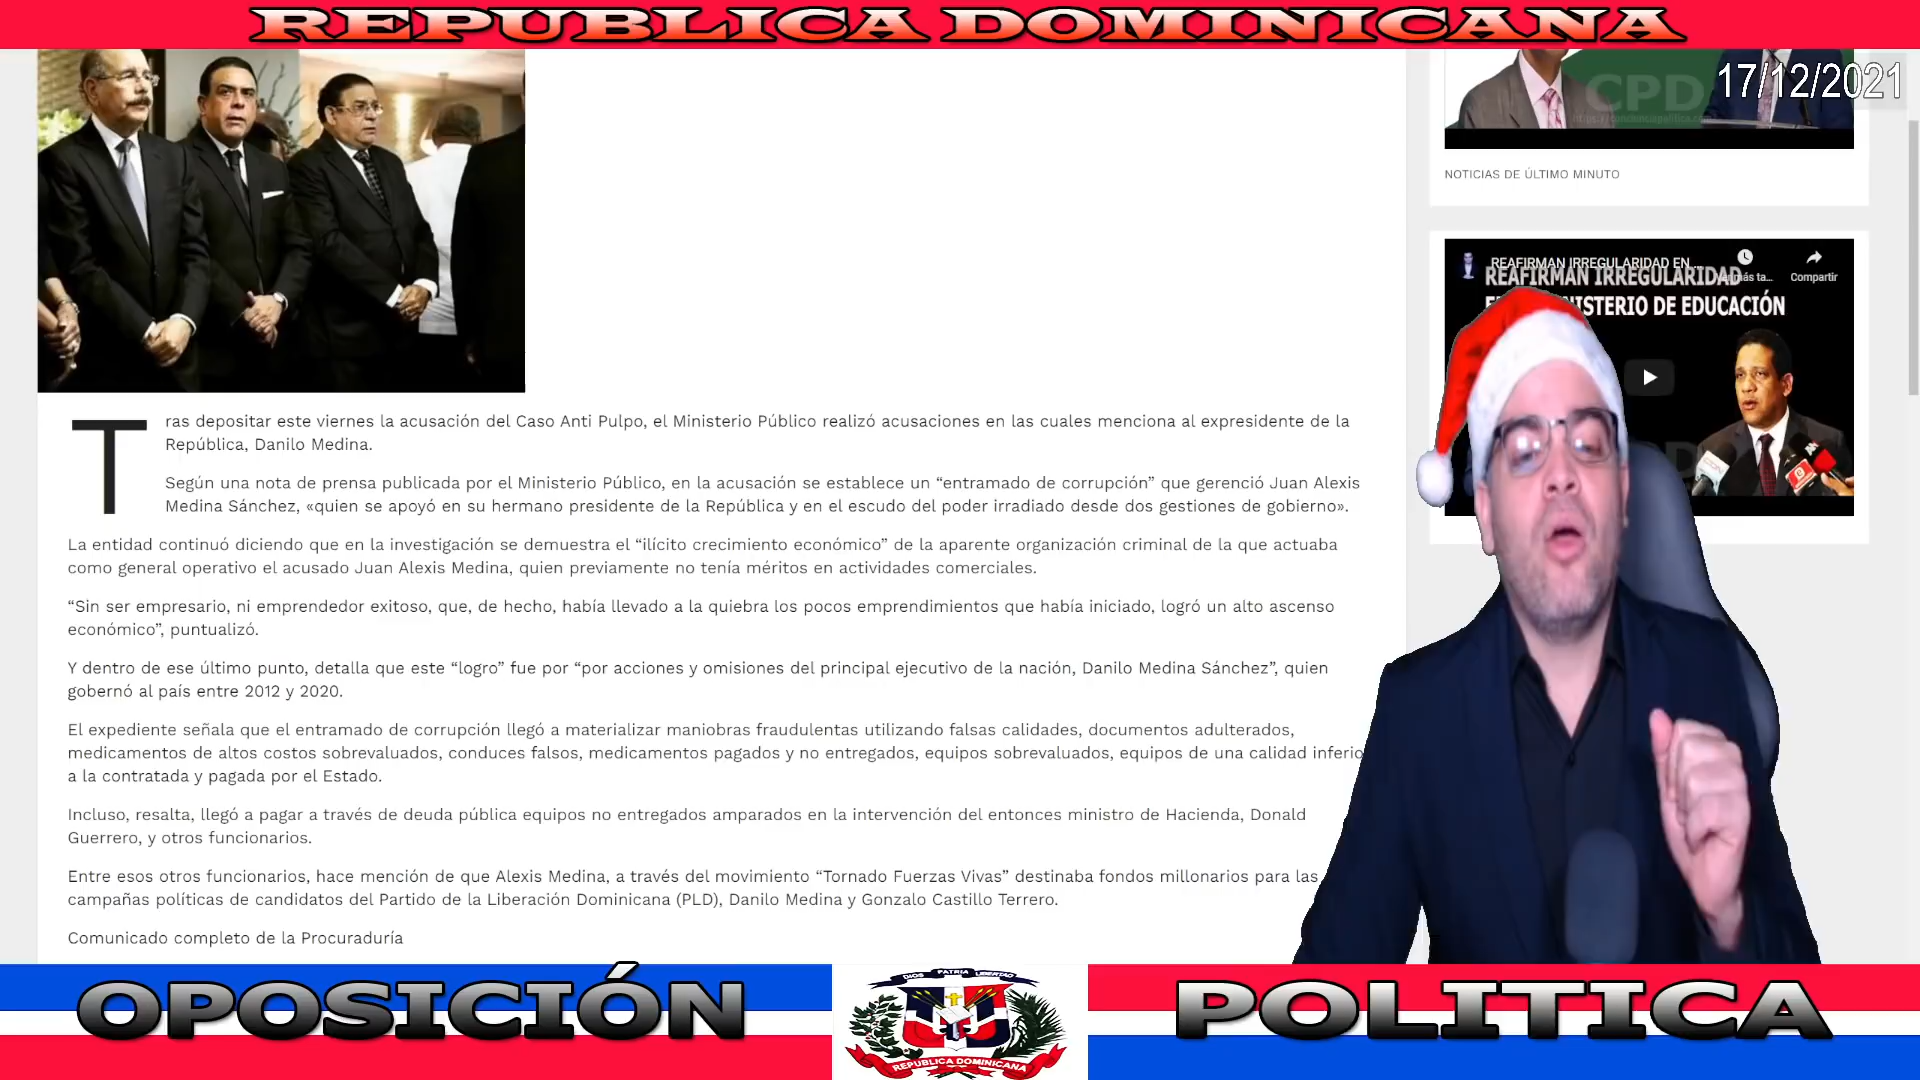 REPUBLICA DOMINICANA
17/12/2021
CPD
NOTICIAS DE ÚLTIMO MINUTO
REAFIRMAN IRREGULARIDAD EN ...
Compartir
REAFIRMAN IRREGULARIDAD
STERIO DE EDUCACIÓN
Tras depositar este viernes la acusación del Caso Anti Pulpo, el Ministerio Público realizó acusaciones en las cuales menciona al expresidente de la
República, Danilo Medina.
Según una nota de prensa publicada por el Ministerio Público, en la acusación se establece un “entramado de corrupción” que gerenció Juan Alexis
Medina Sánchez, «quien se apoyó en su hermano presidente de la República y en el escudo del poder irradiado desde dos gestiones de gobierno».
La entidad continuó diciendo que en la investigación se demuestra el “ilícito crecimiento económico” de la aparente organización criminal de la que actuaba
como general operativo el acusado Juan Alexis Medina, quien previamente no tenía méritos en actividades comerciales.
“Sin ser empresario, ni emprendedor exitoso, que, de hecho, había llevado a la quiebra los pocos emprendimientos que había iniciado, logró un alto ascenso
económico”, puntualizó.
Y dentro de ese último punto, detalla que este “logro” fue por “por acciones y omisiones del principal ejecutivo de la nación, Danilo Medina Sánchez”, quien
gobernó al país entre 2012 y 2020.
El expediente señala que el entramado de corrupción llegó a materializar maniobras fraudulentas utilizando falsas calidades, documentos adulterados,
medicamentos de altos costos sobrevaluados, conduces falsos, medicamentos pagados y no entregados, equipos sobrevaluados, equipos de una calidad inferio
a la contratada y pagada por el Estado.
Incluso, resalta, llegó a pagar a través de deuda pública equipos no entregados amparados en la intervención del entonces ministro de Hacienda, Donald
Guerrero, y otros funcionarios.
Entre esos otros funcionarios, hace mención de que Alexis Medina, a través del movimiento “Tornado Fuerzas Vivas” destinaba fondos millonarios para las
campañas políticas de candidatos del Partido de la Liberación Dominicana (PLD), Danilo Medina y Gonzalo Castillo Terrero.
Comunicado completo de la Procuraduría
OPOSICIÓN
DIOS PATRIA LIBERTAD
REPUBLICA DOMINICANA
POLITICA